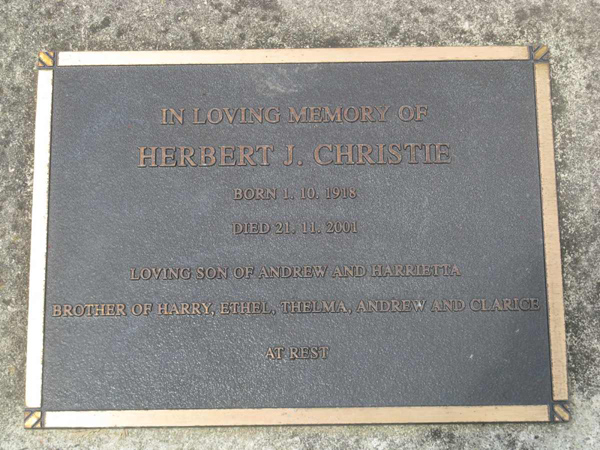 IN LOVING MEMORY OF
HERBERT J. CHRISTIE
BORN 1. 10. 1918
DIED 21. 11. 2001
LOVING SON OF ANDREW AND HARRIETTA
BROTHER OF HARRY, ETHEL, THELMA, ANDREW AND CLARICE
AT REST